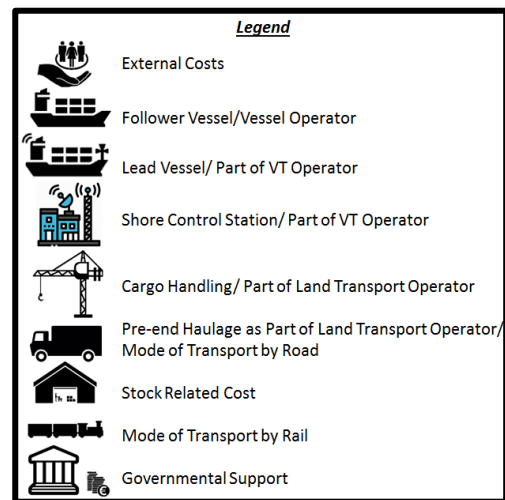 Legend
External Costs
Follower Vessel/Vessel Operator
Lead Vessel/ Part of VT Operator
Shore Control Station/ Part of VT Operator
Cargo Handling/ Part of Land Transport Operator
Pre-end Haulage as Part of Land Transport Operator/
Mode of Transport by Road
Stock Related Cost
Mode of Transport by Rail
Governmental Support